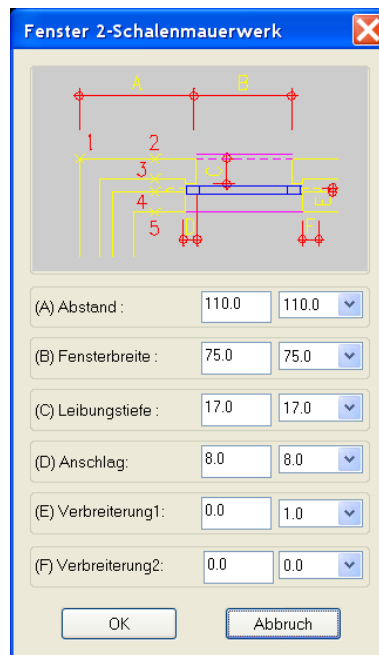 Fenster 2-Schalenmauerwerk
A B
1 2
3
C
4 E
5
D F
(A) Abstand : 110.0 110.0
(B) Fensterbreite : 75.0 75.0
(C) Leibungstiefe : 17.0 17.0
(D) Anschlag: 8.0 8.0
(E) Verbreiterung1: 0.0 1.0
(F) Verbreiterung2: 0.0 0.0
OK Abbruch